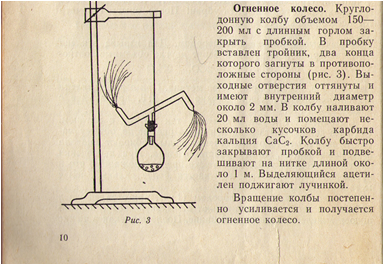 Огненное колесо. Кругло-
донную колбу объемом 150—
200 мл с длинным горлом за-
крыть пробкой. В пробку
вставлен тройник, два конца
которого загнуты в противопо-
ложные стороны (рис. 3). Вы-
ходные отверстия оттянуты и
имеют внутренний диаметр
около 2 мм. В колбу наливают
20 мл воды и помещают не-
сколько кусочков карбида
кальция CaC₂. Колбу быстро
закрывают пробкой и подве-
шивают на нитке длиной око-
ло 1 м. Выделяющийся ацети-
лен поджигают лучинкой.
Вращение колбы постепен-
но усиливается и получается
огненное колесо.
Рис. 3
10